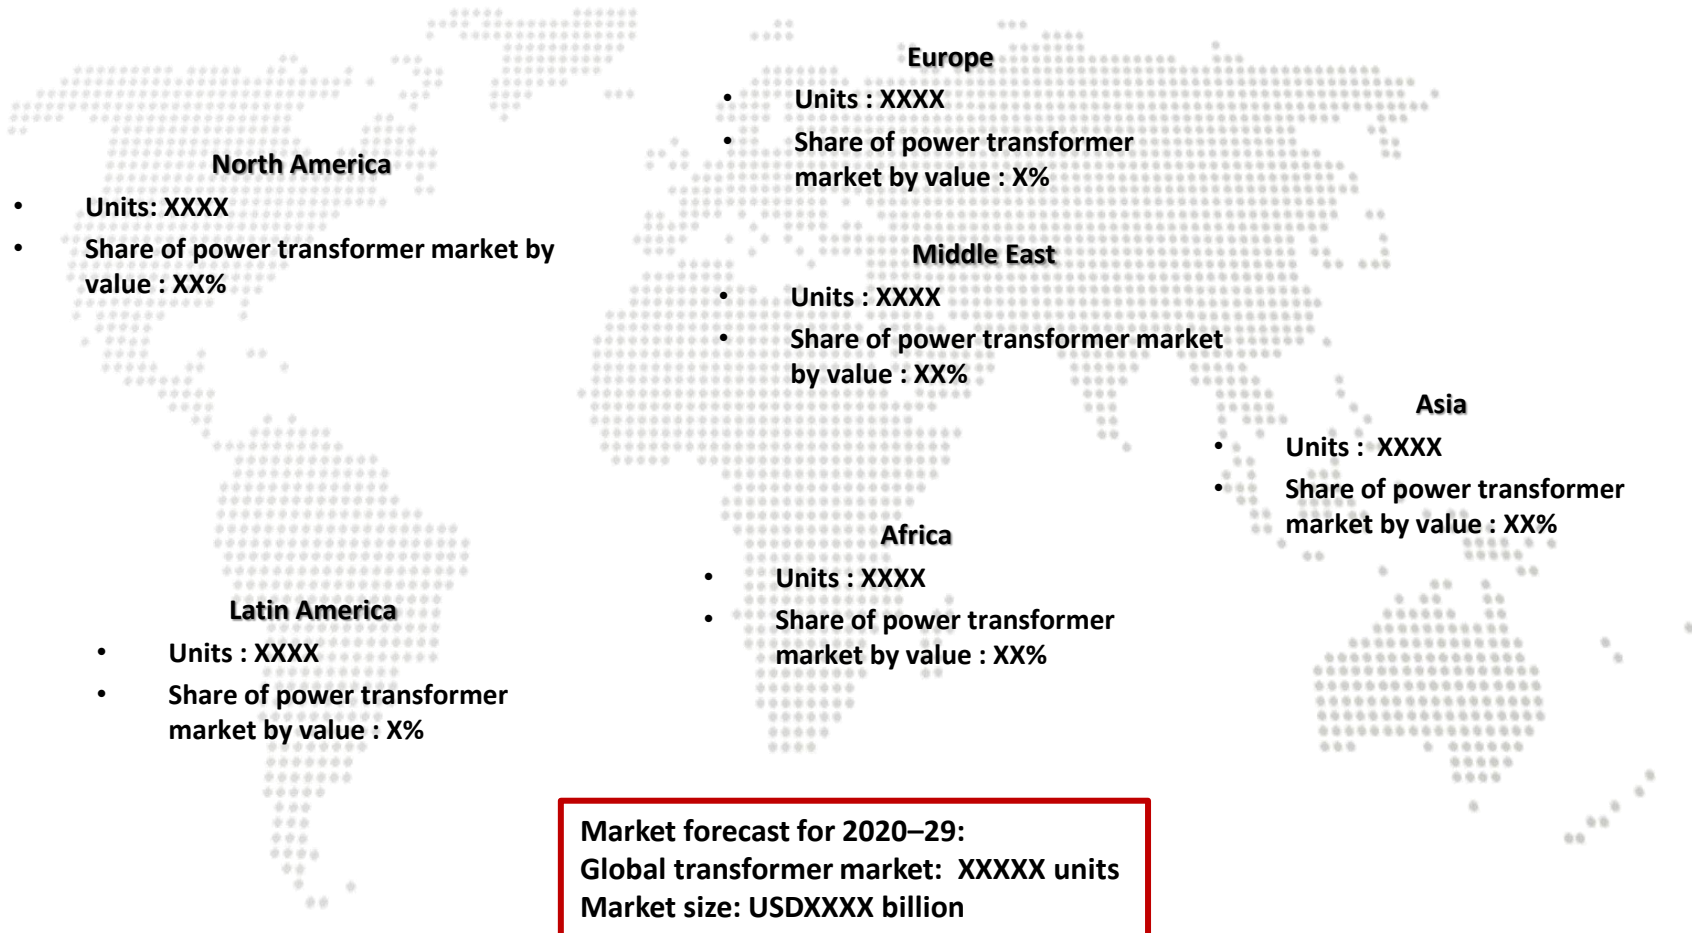 Europe
• Units : XXXX
• Share of power transformer
market by value : X%
North America
• Units: XXXX
• Share of power transformer market by
value : XX%
Middle East
• Units : XXXX
• Share of power transformer market
by value : XX%
Asia
• Units :  XXXX
• Share of power transformer
market by value : XX%
Africa
• Units : XXXX
• Share of power transformer
market by value : XX%
Latin America
• Units : XXXX
• Share of power transformer
market by value : X%
Market forecast for 2020–29:
Global transformer market:  XXXXX units
Market size: USDXXXX billion